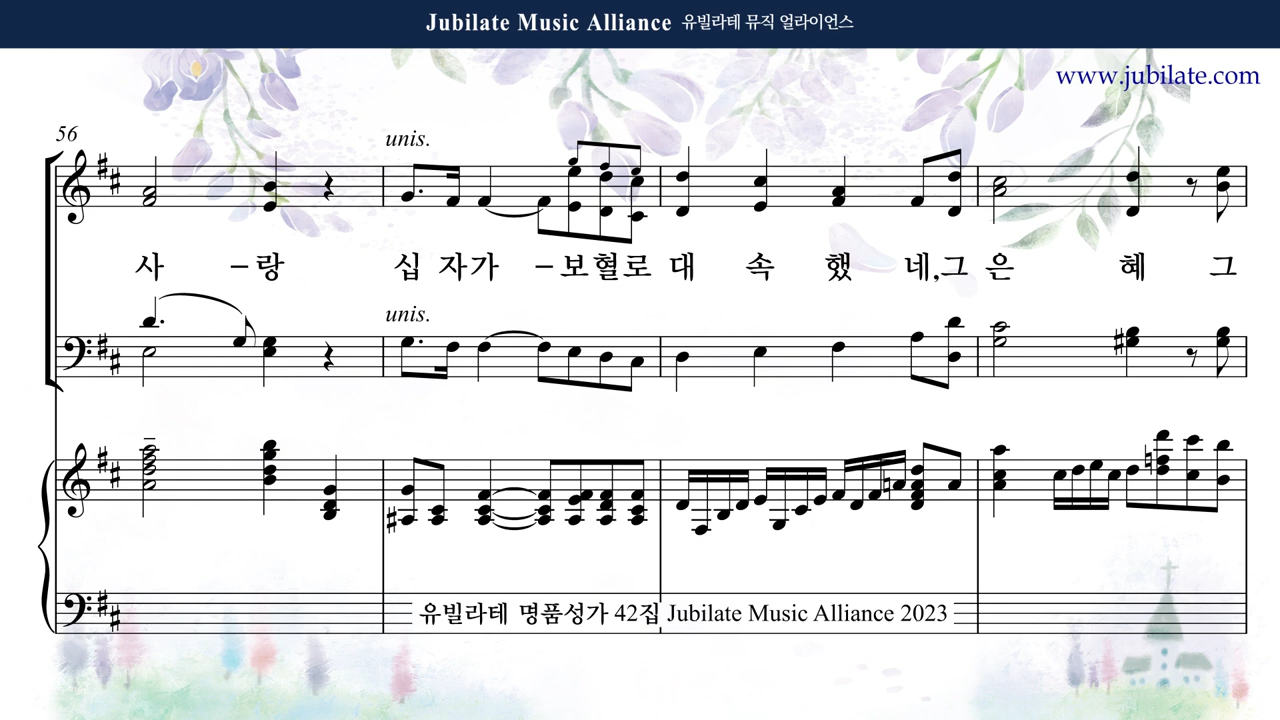 Jubilate Music Alliance 유빌라테 뮤직 얼라이언스
www.jubilate.com
56
unis.
사 – 랑 십 자 가 – 보 혈 로 대 속 했 네, 그 은 혜 그
unis.
유빌라테 명품성가 42집 Jubilate Music Alliance 2023